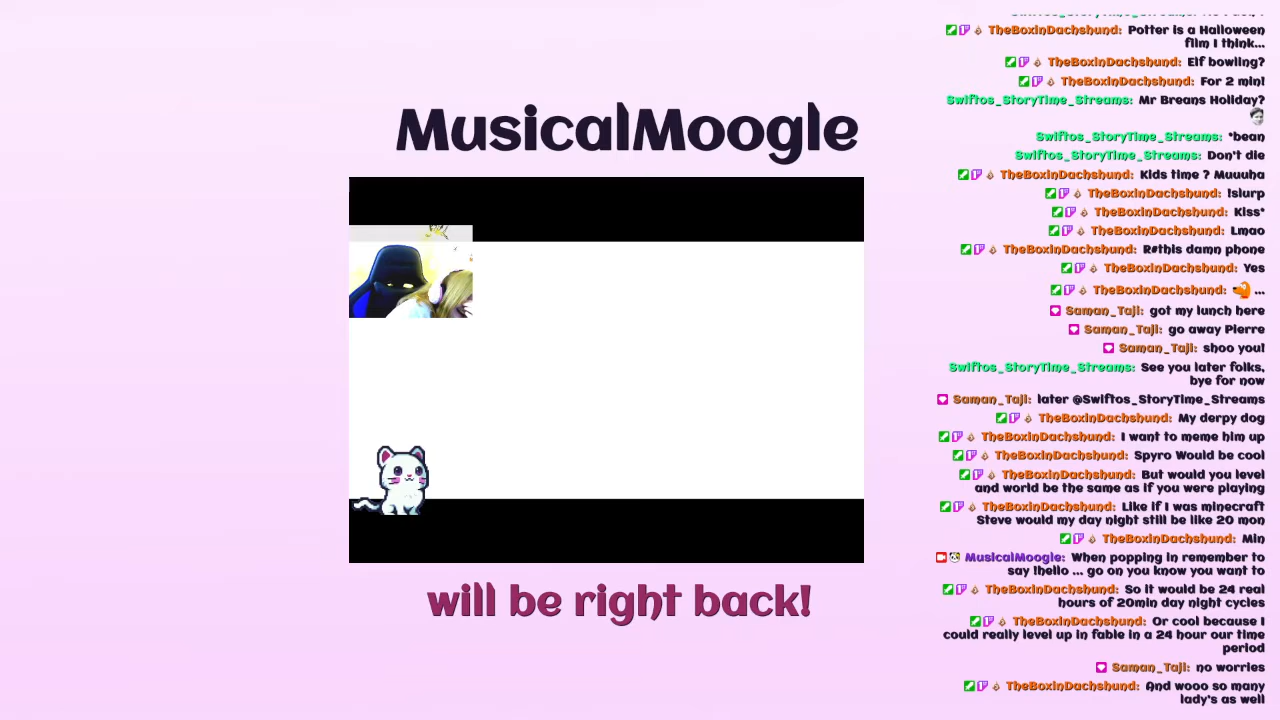 MusicalMoogle
will be right back!
TheBoxinDachshund: Potter is a Halloween
film I think...
TheBoxinDachshund: Elf bowling?
TheBoxinDachshund: For 2 min!
Swiftos_StoryTime_Streams: Mr Breans Holiday?
Swiftos_StoryTime_Streams: *bean
Swiftos_StoryTime_Streams: Don't die
TheBoxinDachshund: Kids time ? Muuuha
TheBoxinDachshund: !slurp
TheBoxinDachshund: Kiss*
TheBoxinDachshund: Lmao
TheBoxinDachshund: R#this damn phone
TheBoxinDachshund: Yes
TheBoxinDachshund: ...
Saman_Taji: got my lunch here
Saman_Taji: go away Pierre
Saman_Taji: shoo you!
Swiftos_StoryTime_Streams: See you later folks,
bye for now
Saman_Taji: later @Swiftos_StoryTime_Streams
TheBoxinDachshund: My derpy dog
TheBoxinDachshund: I want to meme him up
TheBoxinDachshund: Spyro Would be cool
TheBoxinDachshund: But would you level
and world be the same as if you were playing
TheBoxinDachshund: Like if I was minecraft
Steve would my day night still be like 20 mon
TheBoxinDachshund: Min
MusicalMoogle: When popping in remember to
say !hello ... go on you know you want to
TheBoxinDachshund: So it would be 24 real
hours of 20min day night cycles
TheBoxinDachshund: Or cool because I
could really level up in fable in a 24 hour our time
period
Saman_Taji: no worries
TheBoxinDachshund: And wooo so many
lady's as well